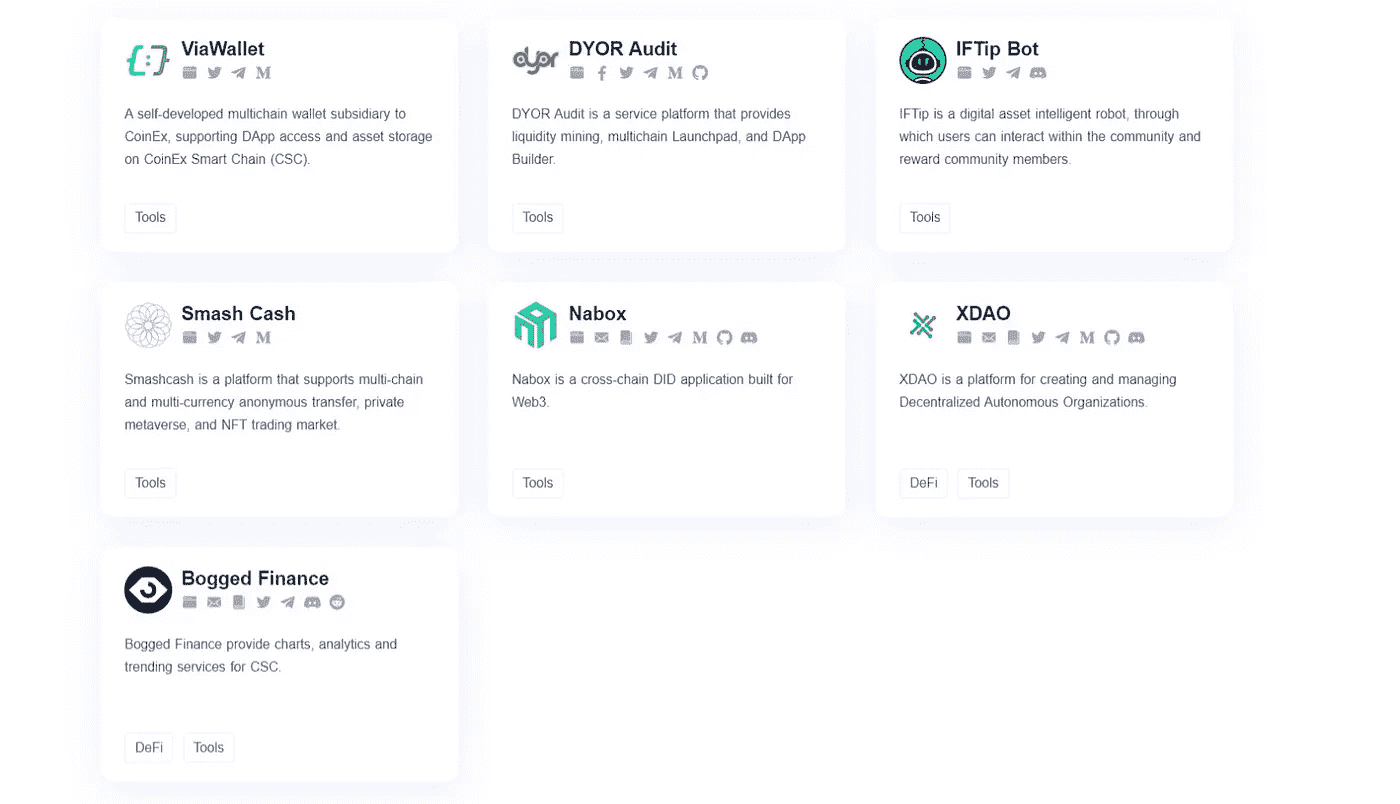 ViaWallet
A self-developed multichain wallet subsidiary to
CoinEx, supporting DApp access and asset storage
on CoinEx Smart Chain (CSC).
Tools
dyor
DYOR Audit
DYOR Audit is a service platform that provides
liquidity mining, multichain Launchpad, and DApp
Builder.
Tools
IFTip Bot
IFTip is a digital asset intelligent robot, through
which users can interact within the community and
reward community members.
Tools
Smash Cash
Smashcash is a platform that supports multi-chain
and multi-currency anonymous transfer, private
metaverse, and NFT trading market.
Tools
Nabox
Nabox is a cross-chain DID application built for
Web3.
Tools
XDAO
XDAO is a platform for creating and managing
Decentralized Autonomous Organizations.
DeFi Tools
Bogged Finance
Bogged Finance provide charts, analytics and
trending services for CSC.
DeFi Tools